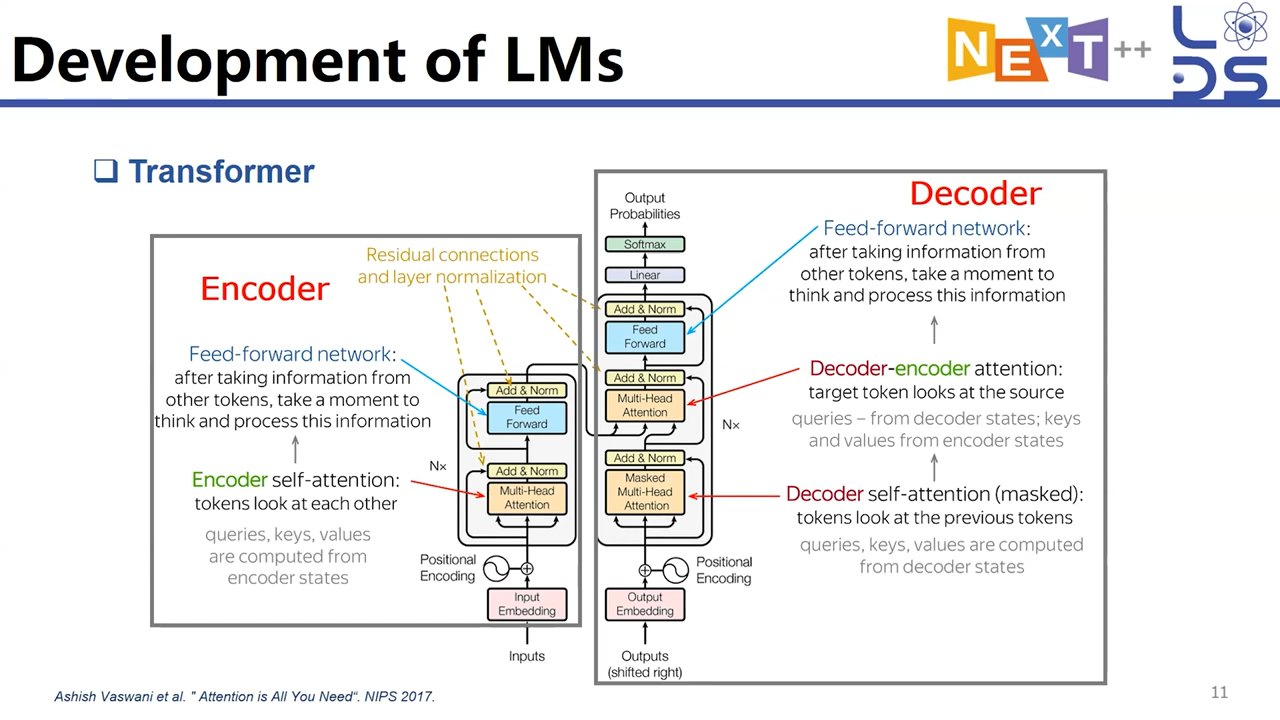 Development of LMs
NExT++
LDS
❑ Transformer
Encoder
Residual connections
and layer normalization
Feed-forward network:
after taking information from
other tokens, take a moment to
think and process this information
Encoder self-attention:
tokens look at each other
queries, keys, values
are computed from
encoder states
Add & Norm
Feed
Forward
N×
Add & Norm
Multi-Head
Attention
Positional
Encoding
Input
Embedding
Inputs
Decoder
Output
Probabilities
Softmax
Linear
Add & Norm
Feed
Forward
Add & Norm
Multi-Head
Attention
N×
Add & Norm
Masked
Multi-Head
Attention
Positional
Encoding
Output
Embedding
Outputs
(shifted right)
Feed-forward network:
after taking information from
other tokens, take a moment to
think and process this information
Decoder-encoder attention:
target token looks at the source
queries – from decoder states; keys
and values from encoder states
Decoder self-attention (masked):
tokens look at the previous tokens
queries, keys, values are computed
from decoder states
Ashish Vaswani et al. " Attention is All You Need“. NIPS 2017.
11